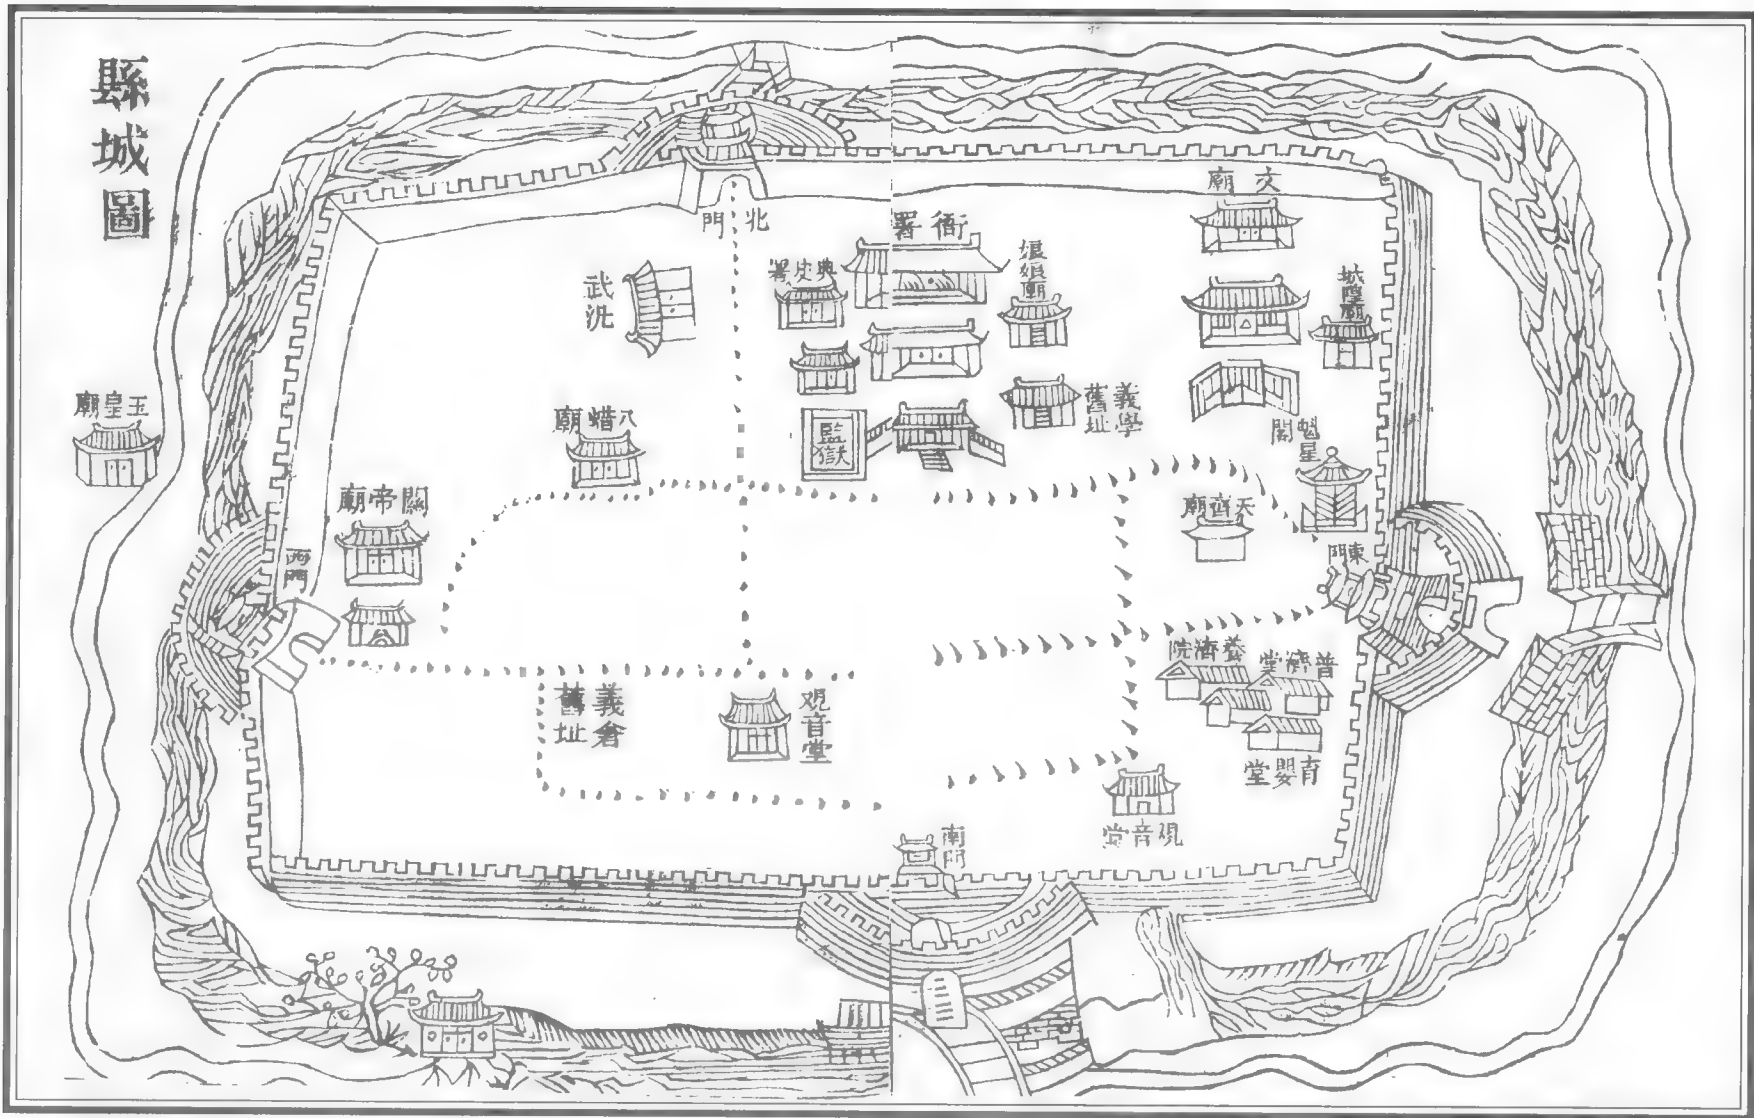 縣城圖
北門
文廟
衙署
娘娘廟
城隍廟
典史署
武汛
玉皇廟
八蜡廟
監獄
義學
舊址
魁星
閣
關帝廟
天齊廟
西門
東門
養濟院
普濟堂
義倉
舊址
觀音堂
育嬰堂
南門
觀音堂